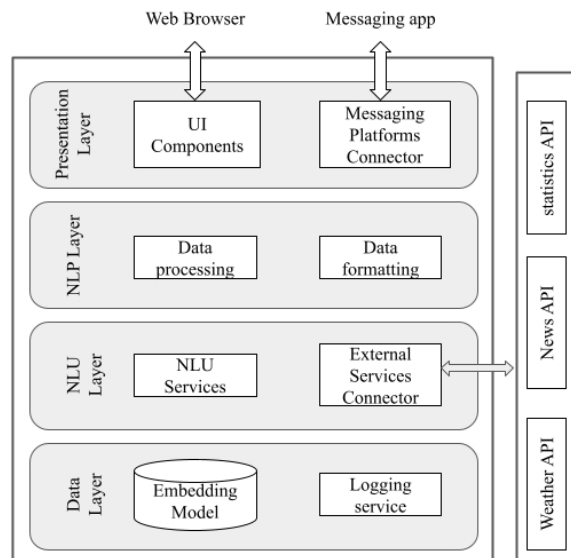 Web Browser
Messaging app
Presentation
Layer
UI
Components
Messaging
Platforms
Connector
NLP Layer
Data
processing
Data
formatting
NLU
Layer
NLU
Services
External
Services
Connector
Data
Layer
Embedding
Model
Logging
service
statistics API
News API
Weather API